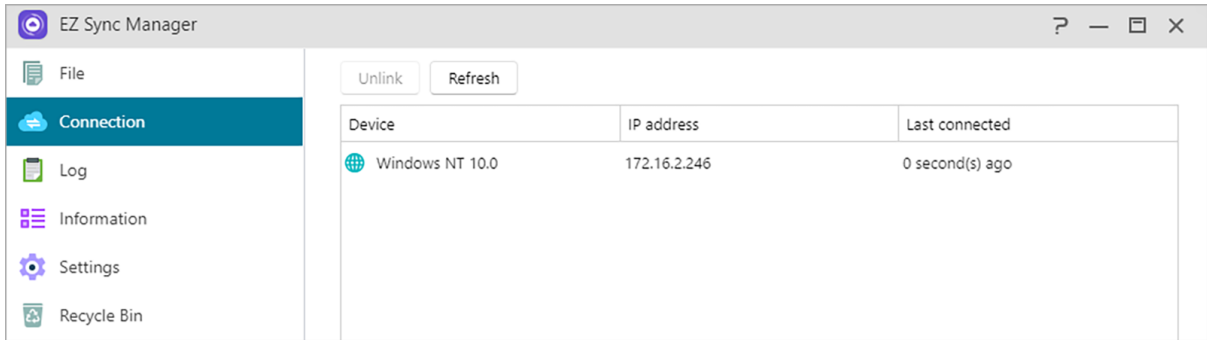 EZ Sync Manager
File
Connection
Log
Information
Settings
Recycle Bin
Unlink Refresh
Device IP address Last connected
Windows NT 10.0 172.16.2.246 0 second(s) ago